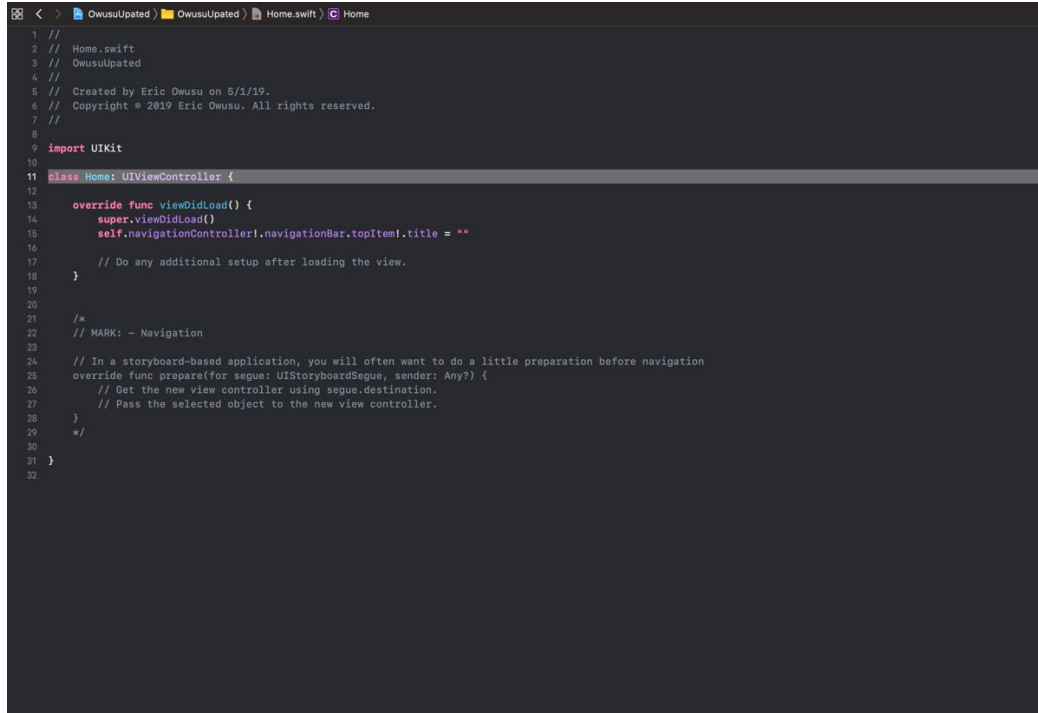 OwusuUpated 〉 OwusuUpated 〉 Home.swift 〉 C Home
1 //
2 //  Home.swift
3 //  OwusuUpated
4 //
5 //  Created by Eric Owusu on 5/1/19.
6 //  Copyright © 2019 Eric Owusu. All rights reserved.
7 //
8
9 import UIKit
10
11 class Home: UIViewController {
12
13     override func viewDidLoad() {
14         super.viewDidLoad()
15         self.navigationController!.navigationBar.topItem!.title = ""
16
17         // Do any additional setup after loading the view.
18     }
19
20
21     /*
22     // MARK: - Navigation
23
24     // In a storyboard-based application, you will often want to do a little preparation before navigation
25     override func prepare(for segue: UIStoryboardSegue, sender: Any?) {
26         // Get the new view controller using segue.destination.
27         // Pass the selected object to the new view controller.
28     }
29     */
30
31 }
32